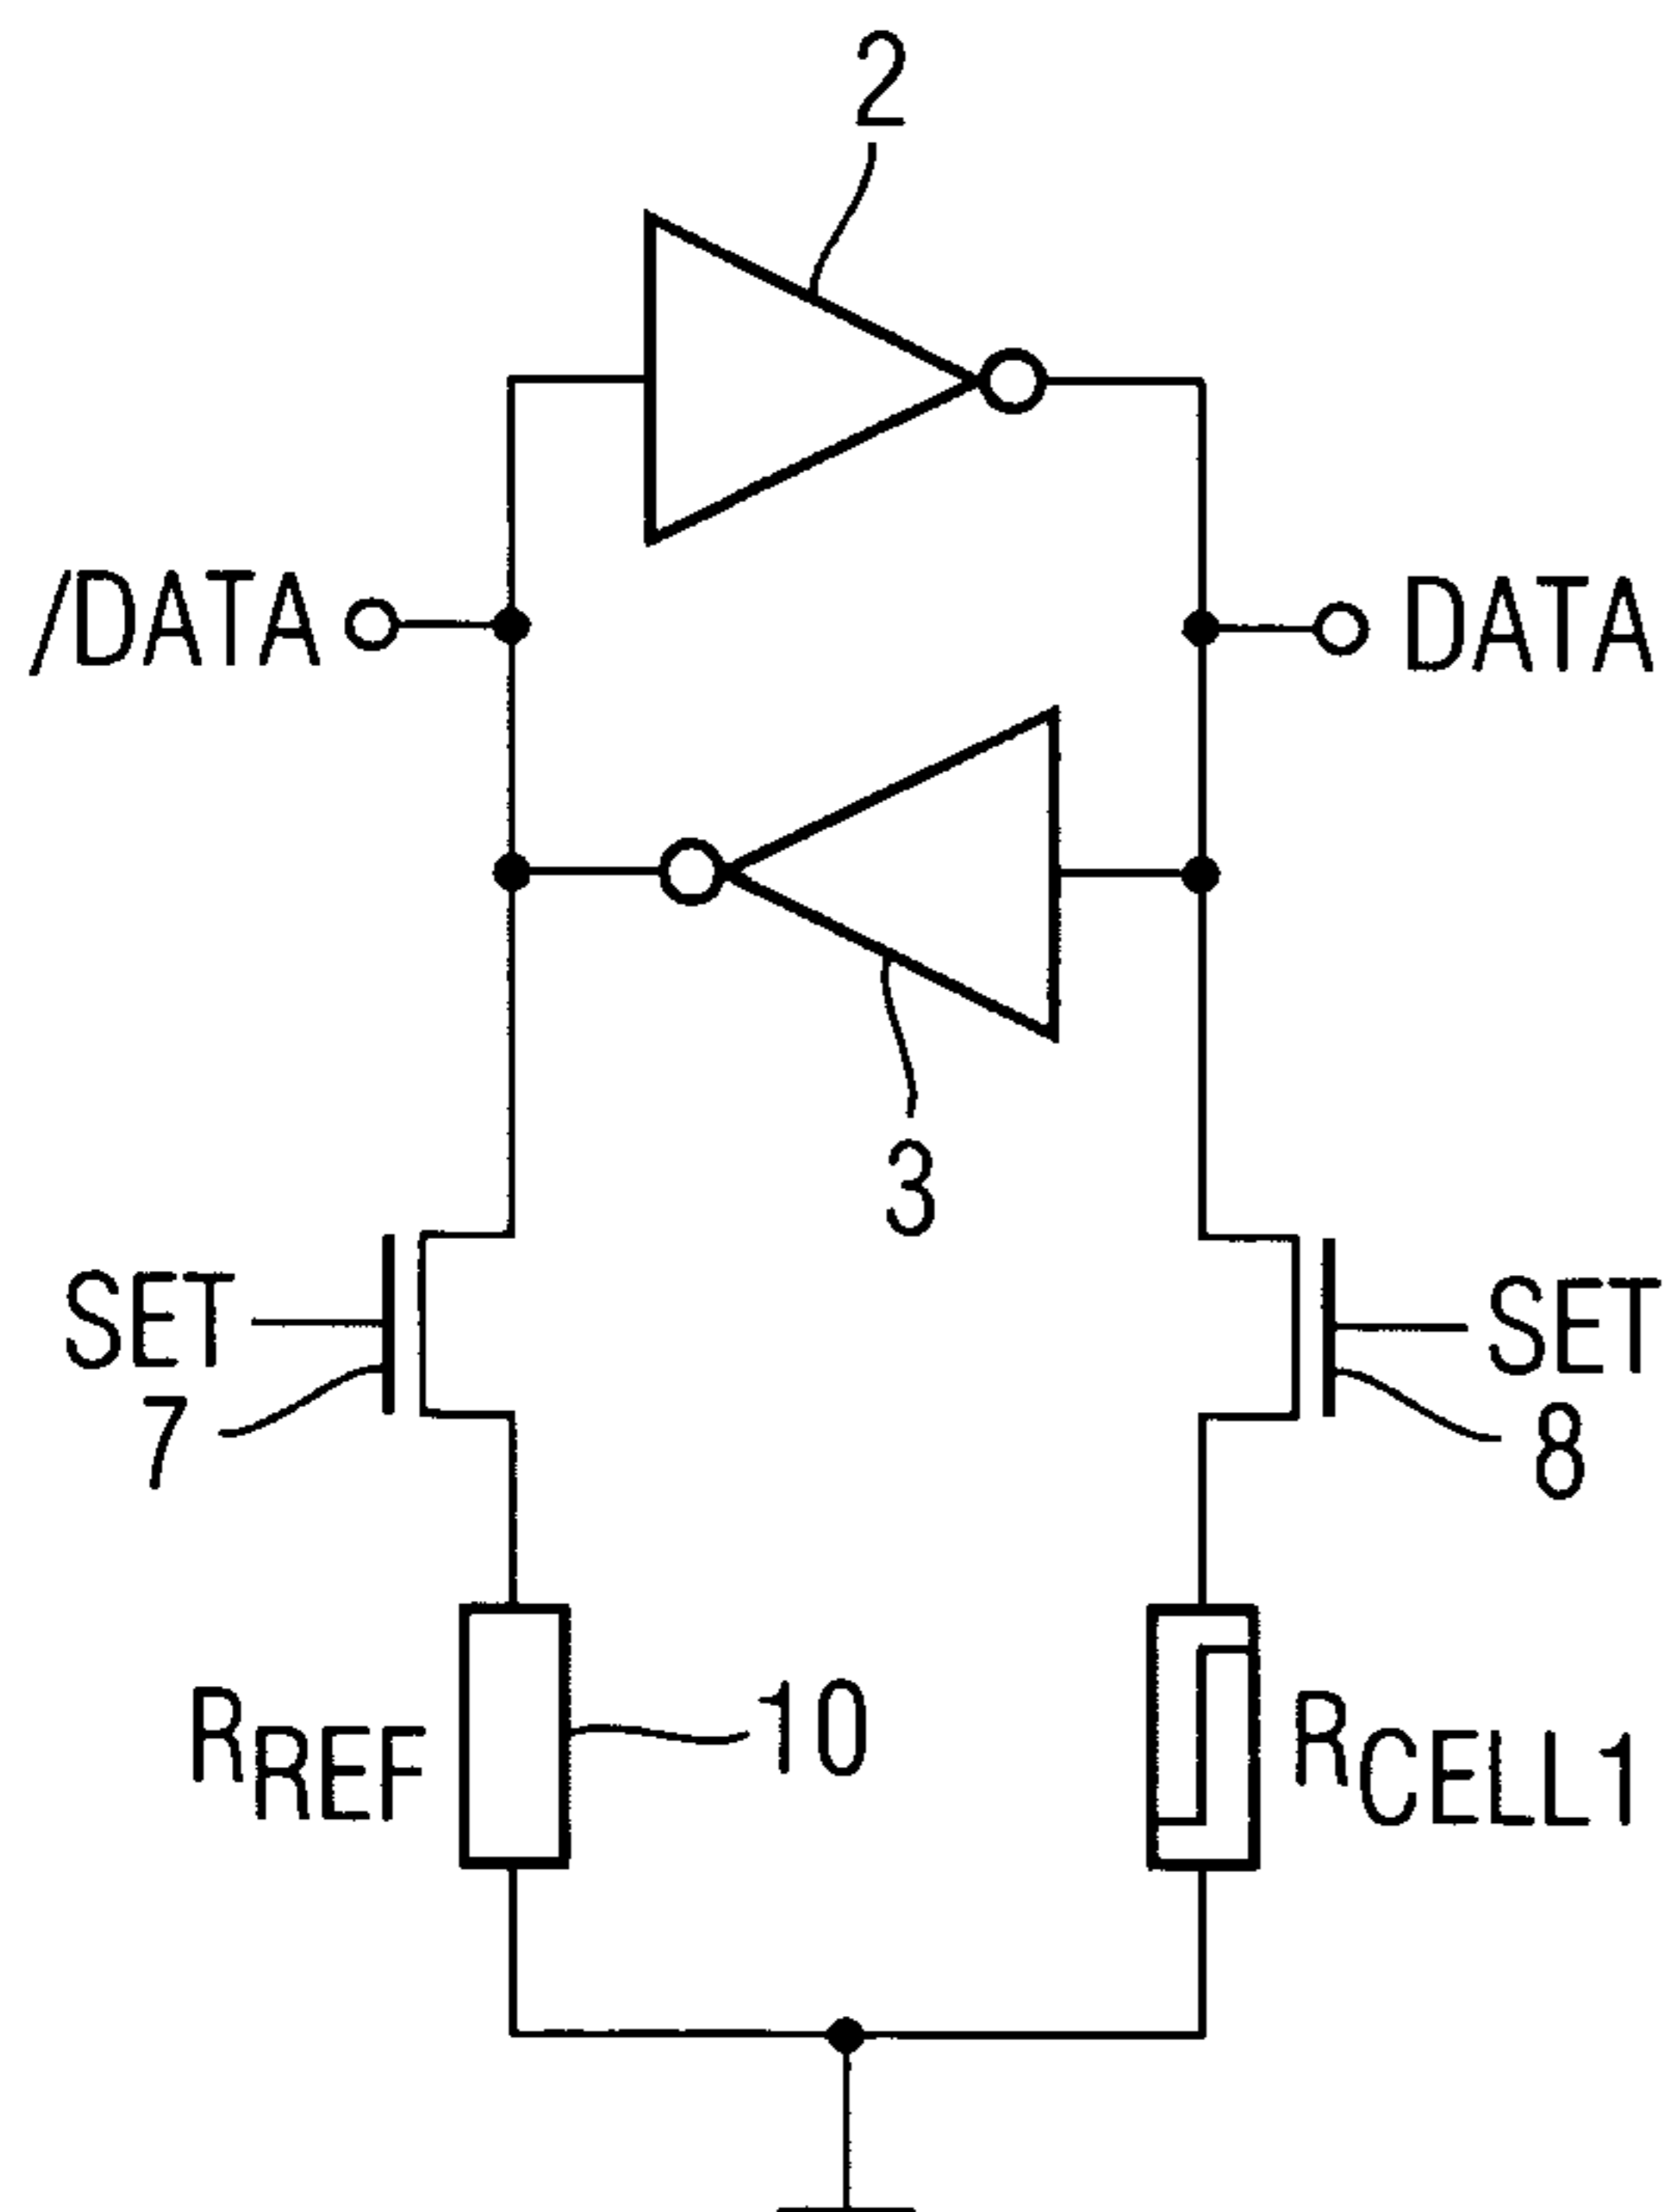 2
/DATA
DATA
3
SET
SET
7
8
RREF
10
RCELL1